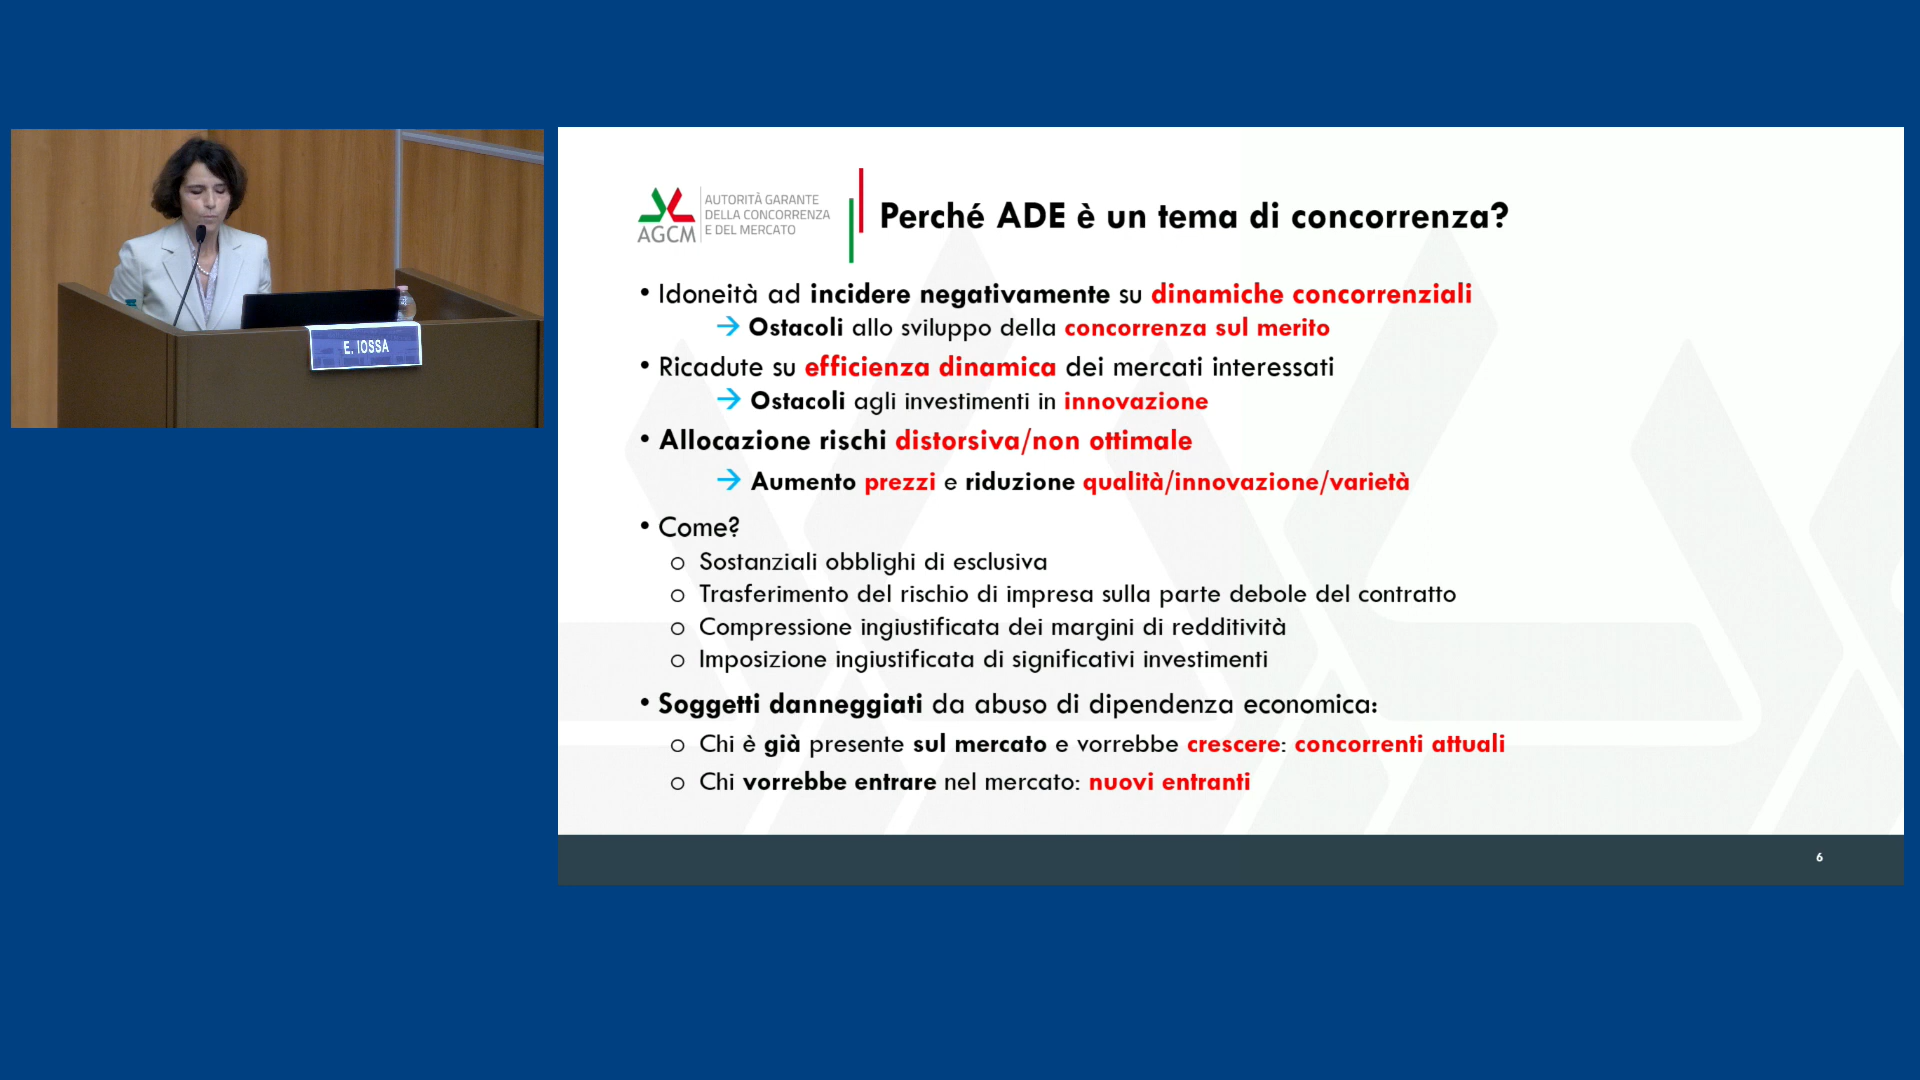 E. IOSSA
AGCM
AUTORITÀ GARANTE
DELLA CONCORRENZA
E DEL MERCATO
Perché ADE è un tema di concorrenza?
• Idoneità ad incidere negativamente su dinamiche concorrenziali
→ Ostacoli allo sviluppo della concorrenza sul merito
• Ricadute su efficienza dinamica dei mercati interessati
→ Ostacoli agli investimenti in innovazione
• Allocazione rischi distorsiva/non ottimale
→ Aumento prezzi e riduzione qualità/innovazione/varietà
• Come?
o Sostanziali obblighi di esclusiva
o Trasferimento del rischio di impresa sulla parte debole del contratto
o Compressione ingiustificata dei margini di redditività
o Imposizione ingiustificata di significativi investimenti
• Soggetti danneggiati da abuso di dipendenza economica:
o Chi è già presente sul mercato e vorrebbe crescere: concorrenti attuali
o Chi vorrebbe entrare nel mercato: nuovi entranti
6